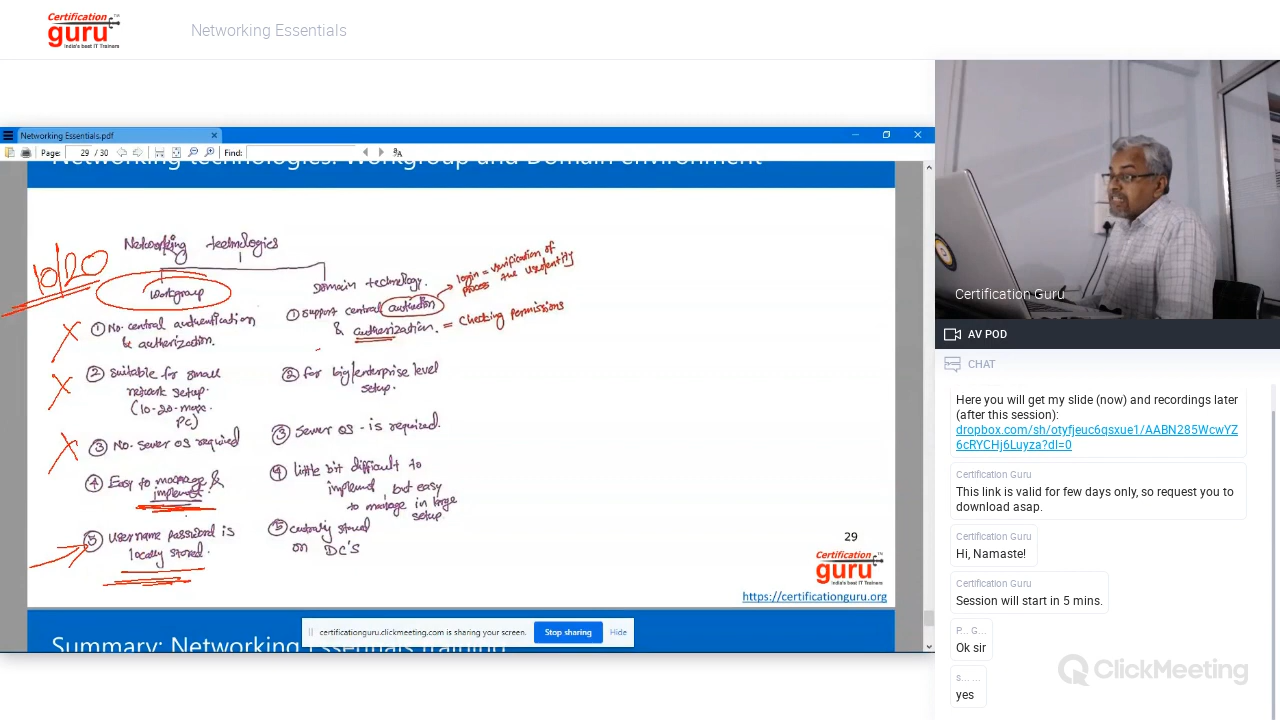 Certification
guru
TM
India's best IT Trainers
Networking Essentials
Networking Essentials.pdf
Page: 29 / 30
Find:
Networking technologies: Workgroup and Domain environment
Networking technologies
10/20
Workgroup
① No. central authentication
& authorization.
② Suitable for small
network setup.
(10-20-maxe.
PC)
③ No. server OS required
④ Easy to manage &
implement
⑤ Username password is
locally stored.
Domain technology.
① Support central
& authorization. = Checking permissions
login = verification of
process the user identity
② For big/enterprise level
setup.
③ Server OS - is required.
④ little bit difficult to
implement, but easy
to manage in large
setup
⑤ centrally stored
on DC's
29
Certification
guru
TM
India's best IT Trainers
https://certificationguru.org
Summary: Networking Essentials training
certificationguru.clickmeeting.com is sharing your screen.
Stop sharing
Hide
Certification Guru
AV POD
CHAT
Here you will get my slide (now) and recordings later
(after this session):
dropbox.com/sh/otyfjeuc6qsxue1/AABN285WcwYZ
6cRYCHj6Luyza?dl=0
Certification Guru
This link is valid for few days only, so request you to
download asap.
Certification Guru
Hi, Namaste!
Certification Guru
Session will start in 5 mins.
P... G...
Ok sir
s... ...
yes
ClickMeeting